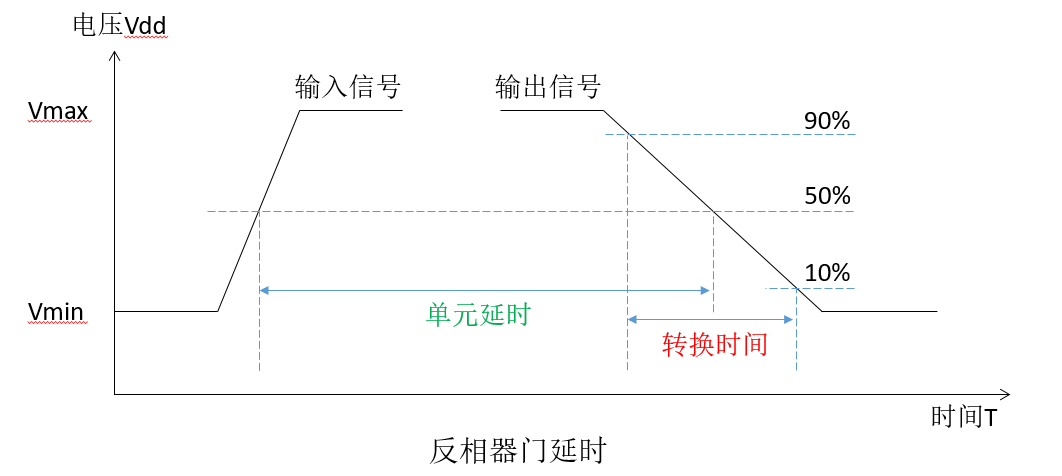 电压Vdd
输入信号
输出信号
Vmax
90%
50%
10%
Vmin
单元延时
转换时间
时间T
反相器门延时